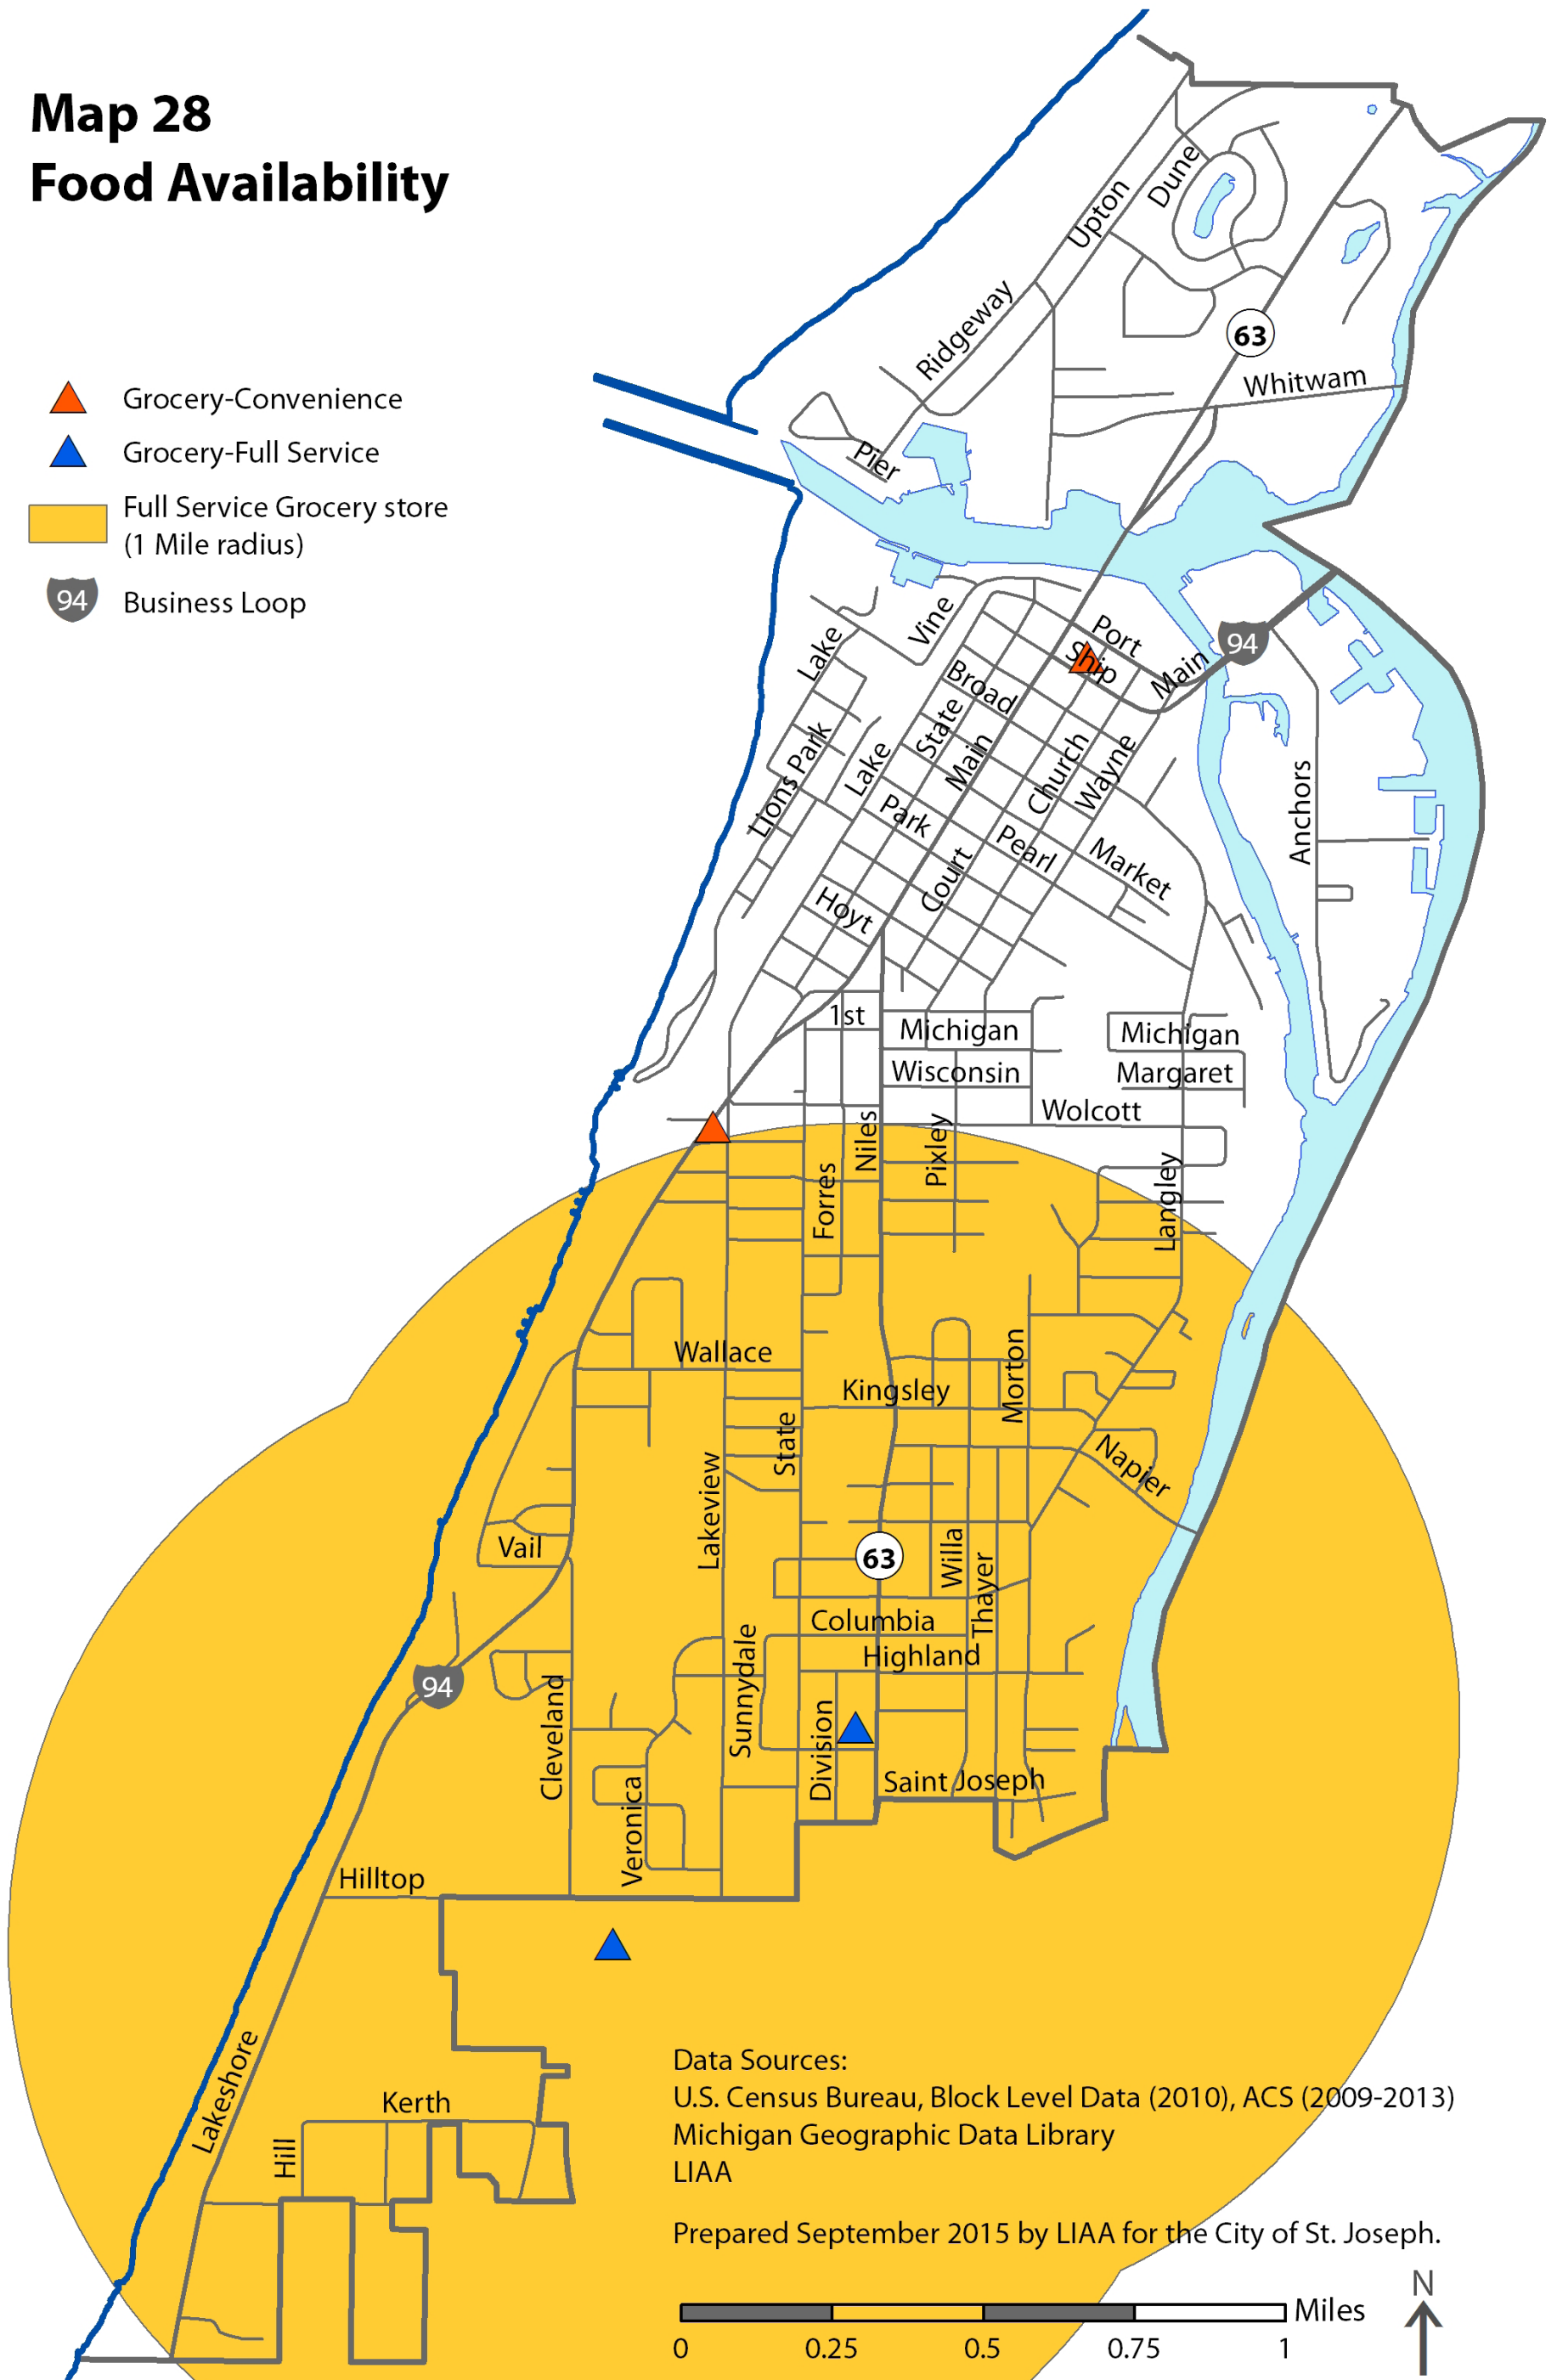 Map 28
Food Availability
Grocery-Convenience
Grocery-Full Service
Full Service Grocery store
(1 Mile radius)
94
Business Loop
Dune
Upton
Ridgeway
63
Whitwam
Pier
Port
Ship
94
Main
Vine
Lake
Broad
State
Main
Church
Wayne
Lions Park
Lake
Park
Pearl
Market
Anchors
Court
Hoyt
1st
Michigan
Michigan
Wisconsin
Margaret
Wolcott
Niles
Pixley
Forres
Langley
Wallace
Kingsley
Morton
State
Napier
Lakeview
Vail
63
Willa
Thayer
Columbia
Highland
Sunnydale
94
Cleveland
Division
Saint Joseph
Veronica
Hilltop
Lakeshore
Kerth
Hill
Data Sources:
U.S. Census Bureau, Block Level Data (2010), ACS (2009-2013)
Michigan Geographic Data Library
LIAA
Prepared September 2015 by LIAA for the City of St. Joseph.
N
Miles
0 0.25 0.5 0.75 1